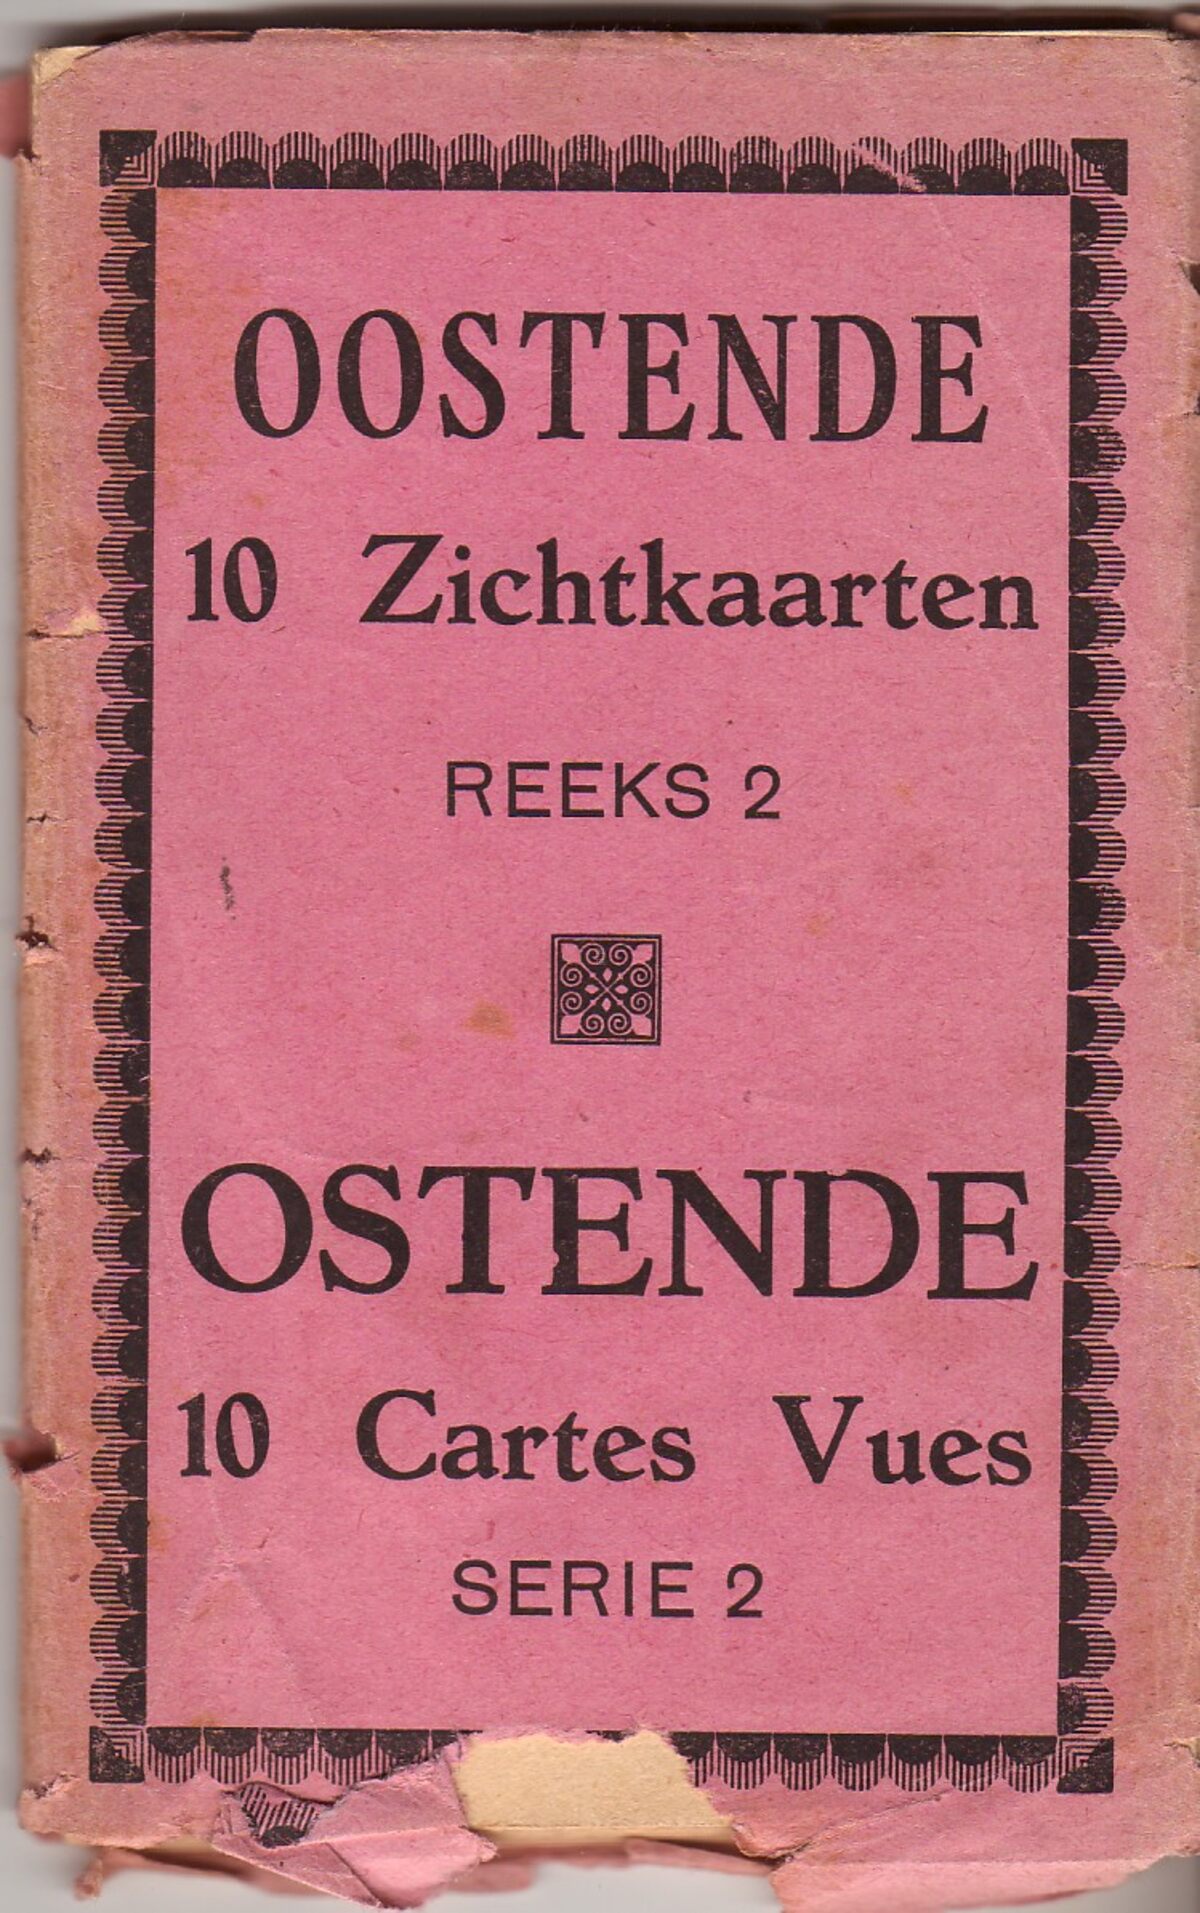 OOSTENDE
10 Zichtkaarten
REEKS 2
OSTENDE
10 Cartes Vues
SERIE 2